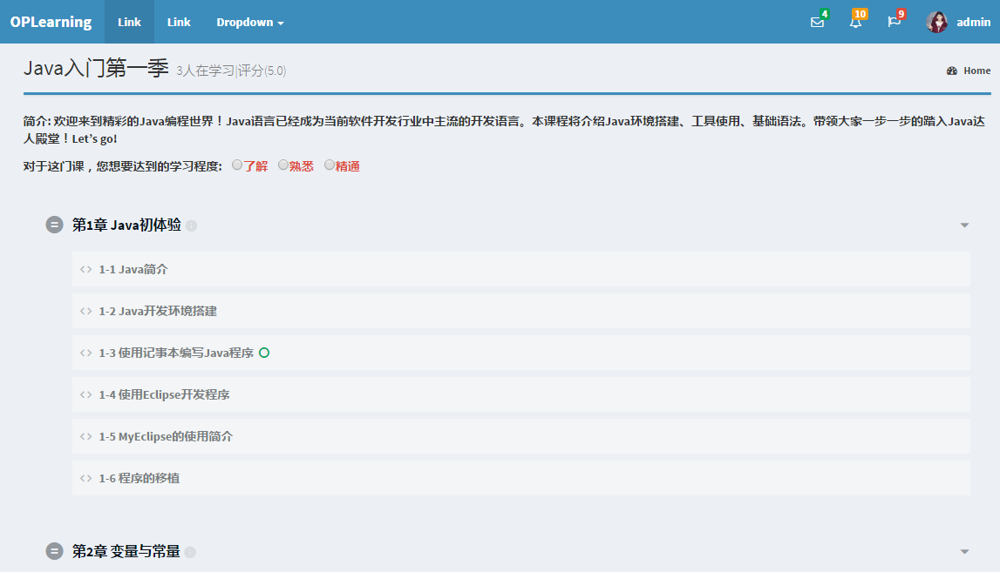 OPLearning Link Link Dropdown 4 10 9 admin
Java入门第一季 3人在学习|评分(5.0) Home
简介: 欢迎来到精彩的Java编程世界！Java语言已经成为当前软件开发行业中主流的开发语言。本课程将介绍Java环境搭建、工具使用、基础语法。带领大家一步一步的踏入Java达
人殿堂！Let's go!
对于这门课，您想要达到的学习程度: 了解 熟悉 精通
第1章 Java初体验
<> 1-1 Java简介
<> 1-2 Java开发环境搭建
<> 1-3 使用记事本编写Java程序
<> 1-4 使用Eclipse开发程序
<> 1-5 MyEclipse的使用简介
<> 1-6 程序的移植
第2章 变量与常量